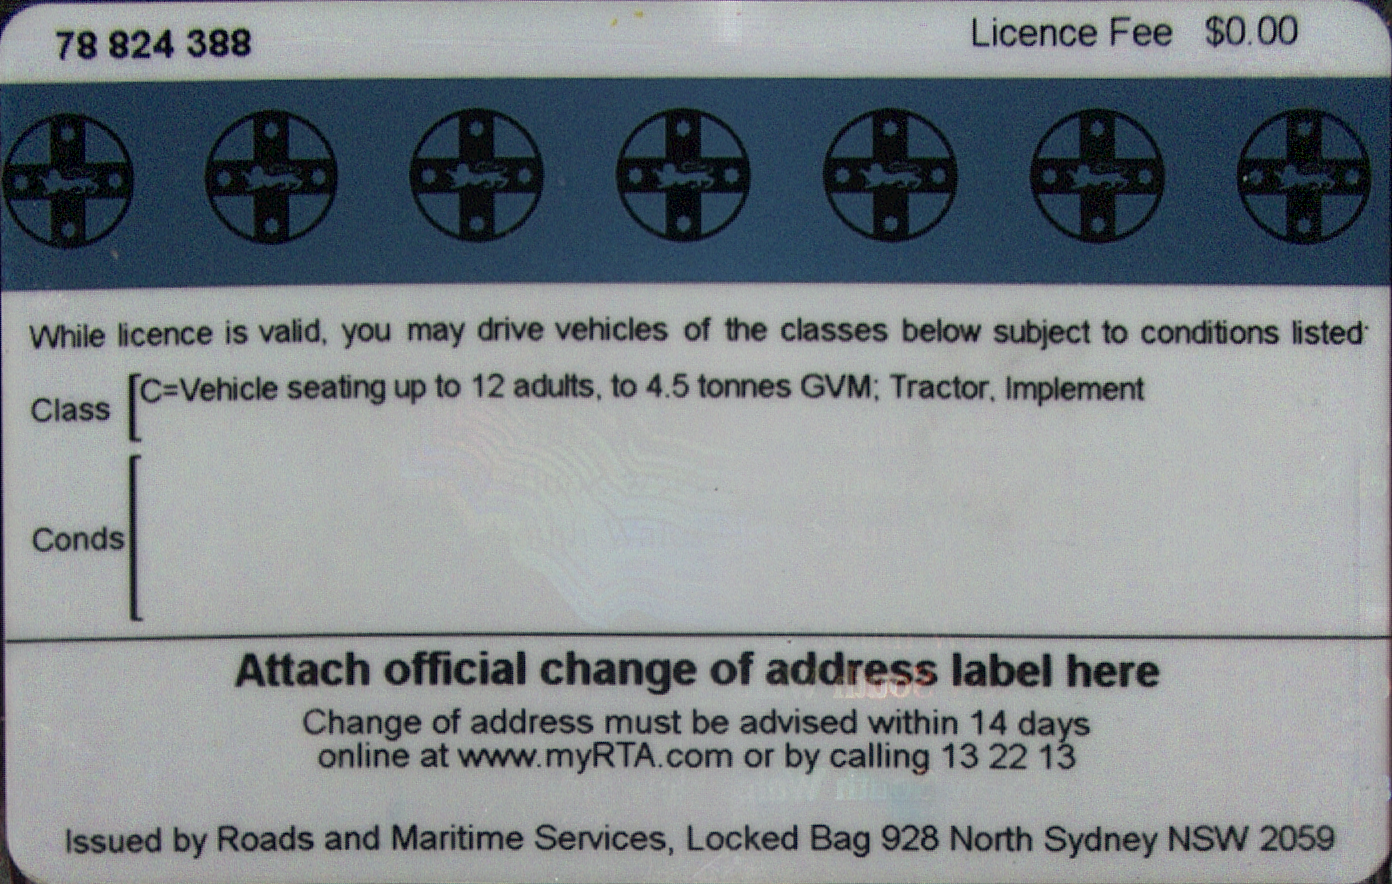 78 824 388 Licence Fee $0.00
While licence is valid, you may drive vehicles of the classes below subject to conditions listed
Class C=Vehicle seating up to 12 adults, to 4.5 tonnes GVM; Tractor, Implement
Conds
Attach official change of address label here
Change of address must be advised within 14 days
online at www.myRTA.com or by calling 13 22 13
Issued by Roads and Maritime Services, Locked Bag 928 North Sydney NSW 2059